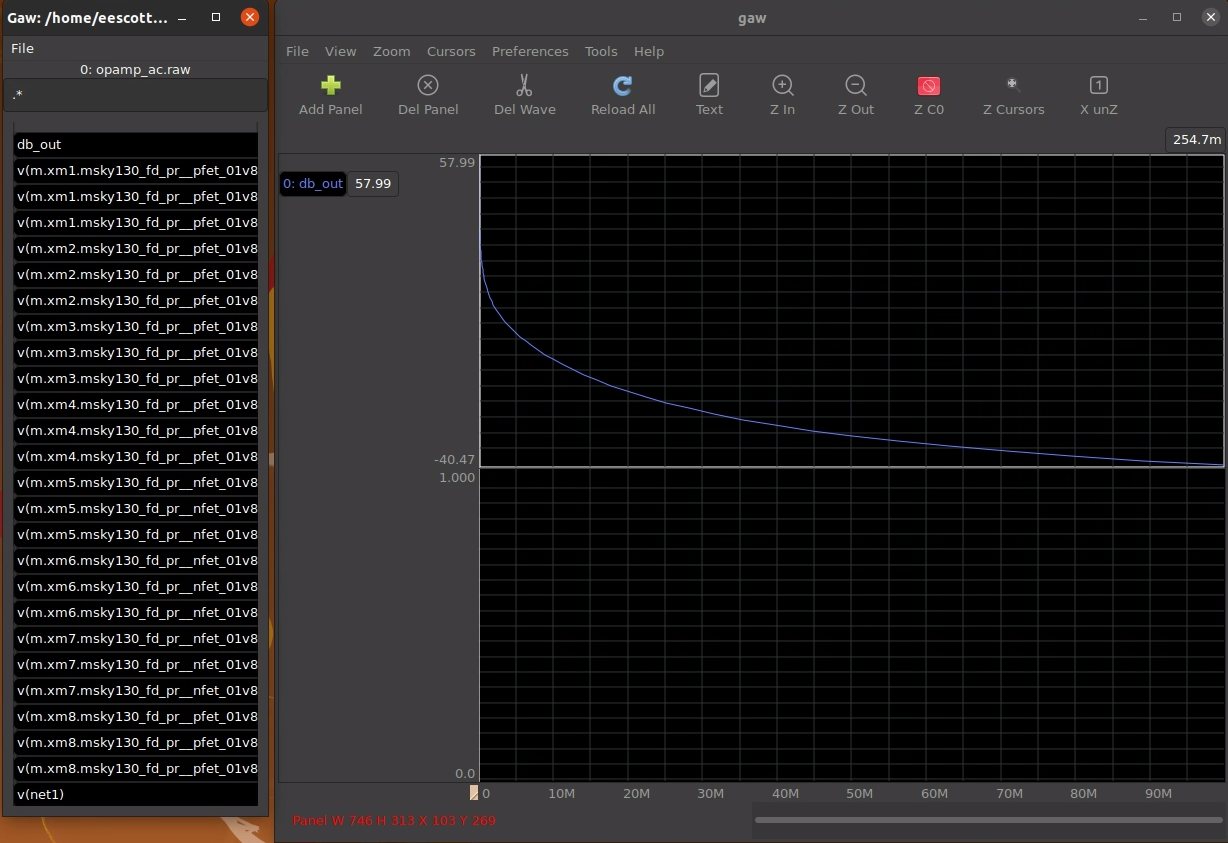 Gaw: /home/eescott...
File
0: opamp_ac.raw
.*
db_out
v(m.xm1.msky130_fd_pr__pfet_01v8
v(m.xm1.msky130_fd_pr__pfet_01v8
v(m.xm1.msky130_fd_pr__pfet_01v8
v(m.xm2.msky130_fd_pr__pfet_01v8
v(m.xm2.msky130_fd_pr__pfet_01v8
v(m.xm2.msky130_fd_pr__pfet_01v8
v(m.xm3.msky130_fd_pr__pfet_01v8
v(m.xm3.msky130_fd_pr__pfet_01v8
v(m.xm3.msky130_fd_pr__pfet_01v8
v(m.xm4.msky130_fd_pr__pfet_01v8
v(m.xm4.msky130_fd_pr__pfet_01v8
v(m.xm4.msky130_fd_pr__pfet_01v8
v(m.xm5.msky130_fd_pr__nfet_01v8
v(m.xm5.msky130_fd_pr__nfet_01v8
v(m.xm5.msky130_fd_pr__nfet_01v8
v(m.xm6.msky130_fd_pr__nfet_01v8
v(m.xm6.msky130_fd_pr__nfet_01v8
v(m.xm6.msky130_fd_pr__nfet_01v8
v(m.xm7.msky130_fd_pr__nfet_01v8
v(m.xm7.msky130_fd_pr__nfet_01v8
v(m.xm7.msky130_fd_pr__nfet_01v8
v(m.xm8.msky130_fd_pr__pfet_01v8
v(m.xm8.msky130_fd_pr__pfet_01v8
v(m.xm8.msky130_fd_pr__pfet_01v8
v(net1)
gaw
File View Zoom Cursors Preferences Tools Help
Add Panel Del Panel Del Wave Reload All Text Z In Z Out Z C0 Z Cursors X unZ
1
254.7m
57.99
0: db_out 57.99
-40.47
1.000
0.0
0 10M 20M 30M 40M 50M 60M 70M 80M 90M
Panel W 746 H 313 X 103 Y 269